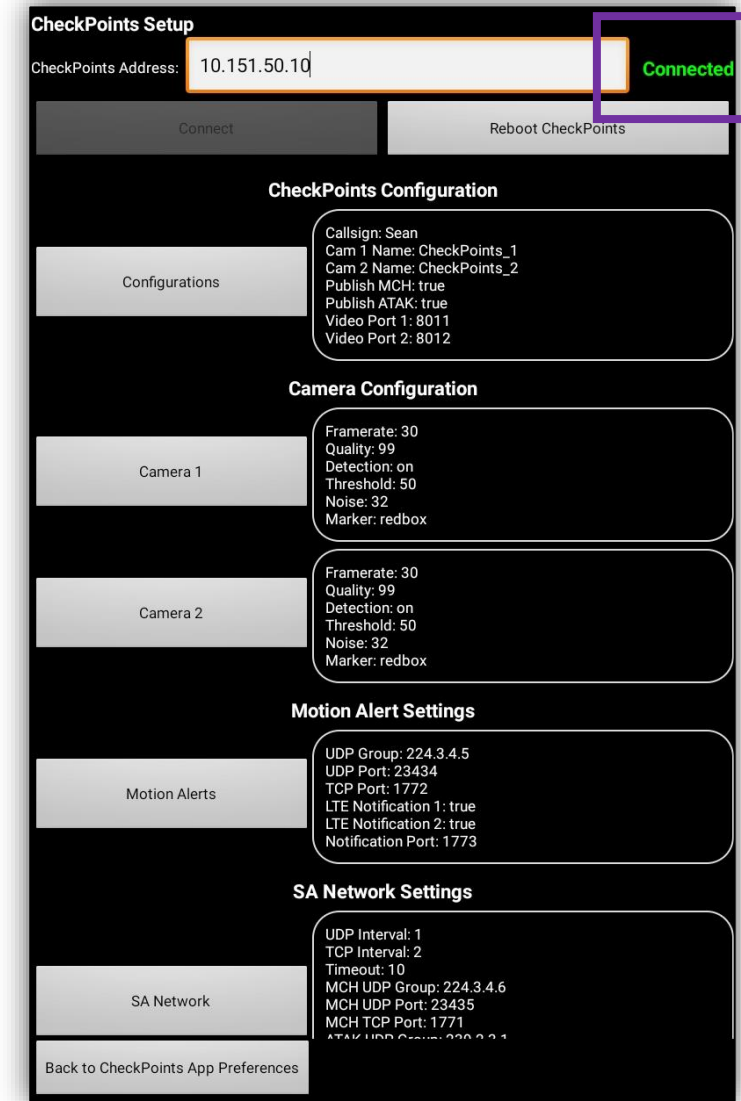 CheckPoints Setup
CheckPoints Address: 10.151.50.10 Connected
Connect Reboot CheckPoints
CheckPoints Configuration
Configurations
Callsign: Sean
Cam 1 Name: CheckPoints_1
Cam 2 Name: CheckPoints_2
Publish MCH: true
Publish ATAK: true
Video Port 1: 8011
Video Port 2: 8012
Camera Configuration
Camera 1
Framerate: 30
Quality: 99
Detection: on
Threshold: 50
Noise: 32
Marker: redbox
Camera 2
Framerate: 30
Quality: 99
Detection: on
Threshold: 50
Noise: 32
Marker: redbox
Motion Alert Settings
Motion Alerts
UDP Group: 224.3.4.5
UDP Port: 23434
TCP Port: 1772
LTE Notification 1: true
LTE Notification 2: true
Notification Port: 1773
SA Network Settings
SA Network
UDP Interval: 1
TCP Interval: 2
Timeout: 10
MCH UDP Group: 224.3.4.6
MCH UDP Port: 23435
MCH TCP Port: 1771
ATAK UDP Group:
Back to CheckPoints App Preferences